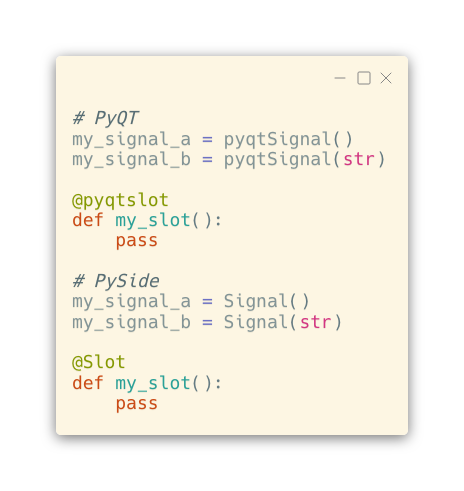 # PyQT
my_signal_a = pyqtSignal()
my_signal_b = pyqtSignal(str)
@pyqtslot
def my_slot():
    pass
# PySide
my_signal_a = Signal()
my_signal_b = Signal(str)
@Slot
def my_slot():
    pass